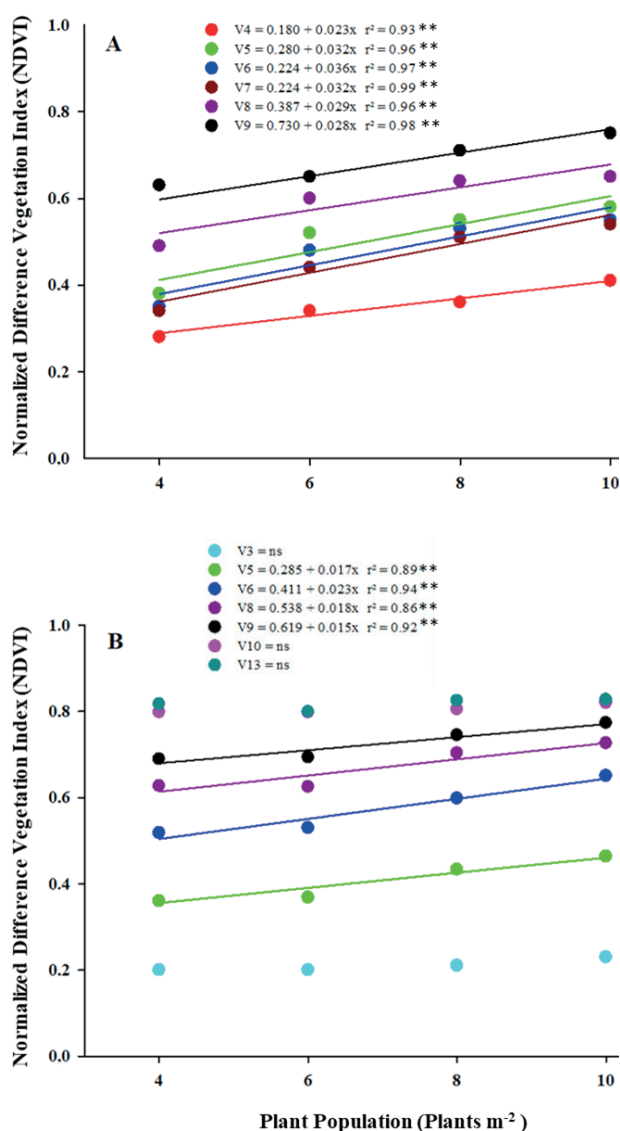 Normalized Difference Vegetation Index (NDVI)
A
V4 = 0.180 + 0.023x r² = 0.93 **
V5 = 0.280 + 0.032x r² = 0.96 **
V6 = 0.224 + 0.036x r² = 0.97 **
V7 = 0.224 + 0.032x r² = 0.99 **
V8 = 0.387 + 0.029x r² = 0.96 **
V9 = 0.730 + 0.028x r² = 0.98 **
1.0
0.8
0.6
0.4
0.2
0.0
4 6 8 10
Normalized Difference Vegetation Index (NDVI)
B
V3 = ns
V5 = 0.285 + 0.017x r² = 0.89 **
V6 = 0.411 + 0.023x r² = 0.94 **
V8 = 0.538 + 0.018x r² = 0.86 **
V9 = 0.619 + 0.015x r² = 0.92 **
V10 = ns
V13 = ns
1.0
0.8
0.6
0.4
0.2
0.0
4 6 8 10
Plant Population (Plants m⁻²)